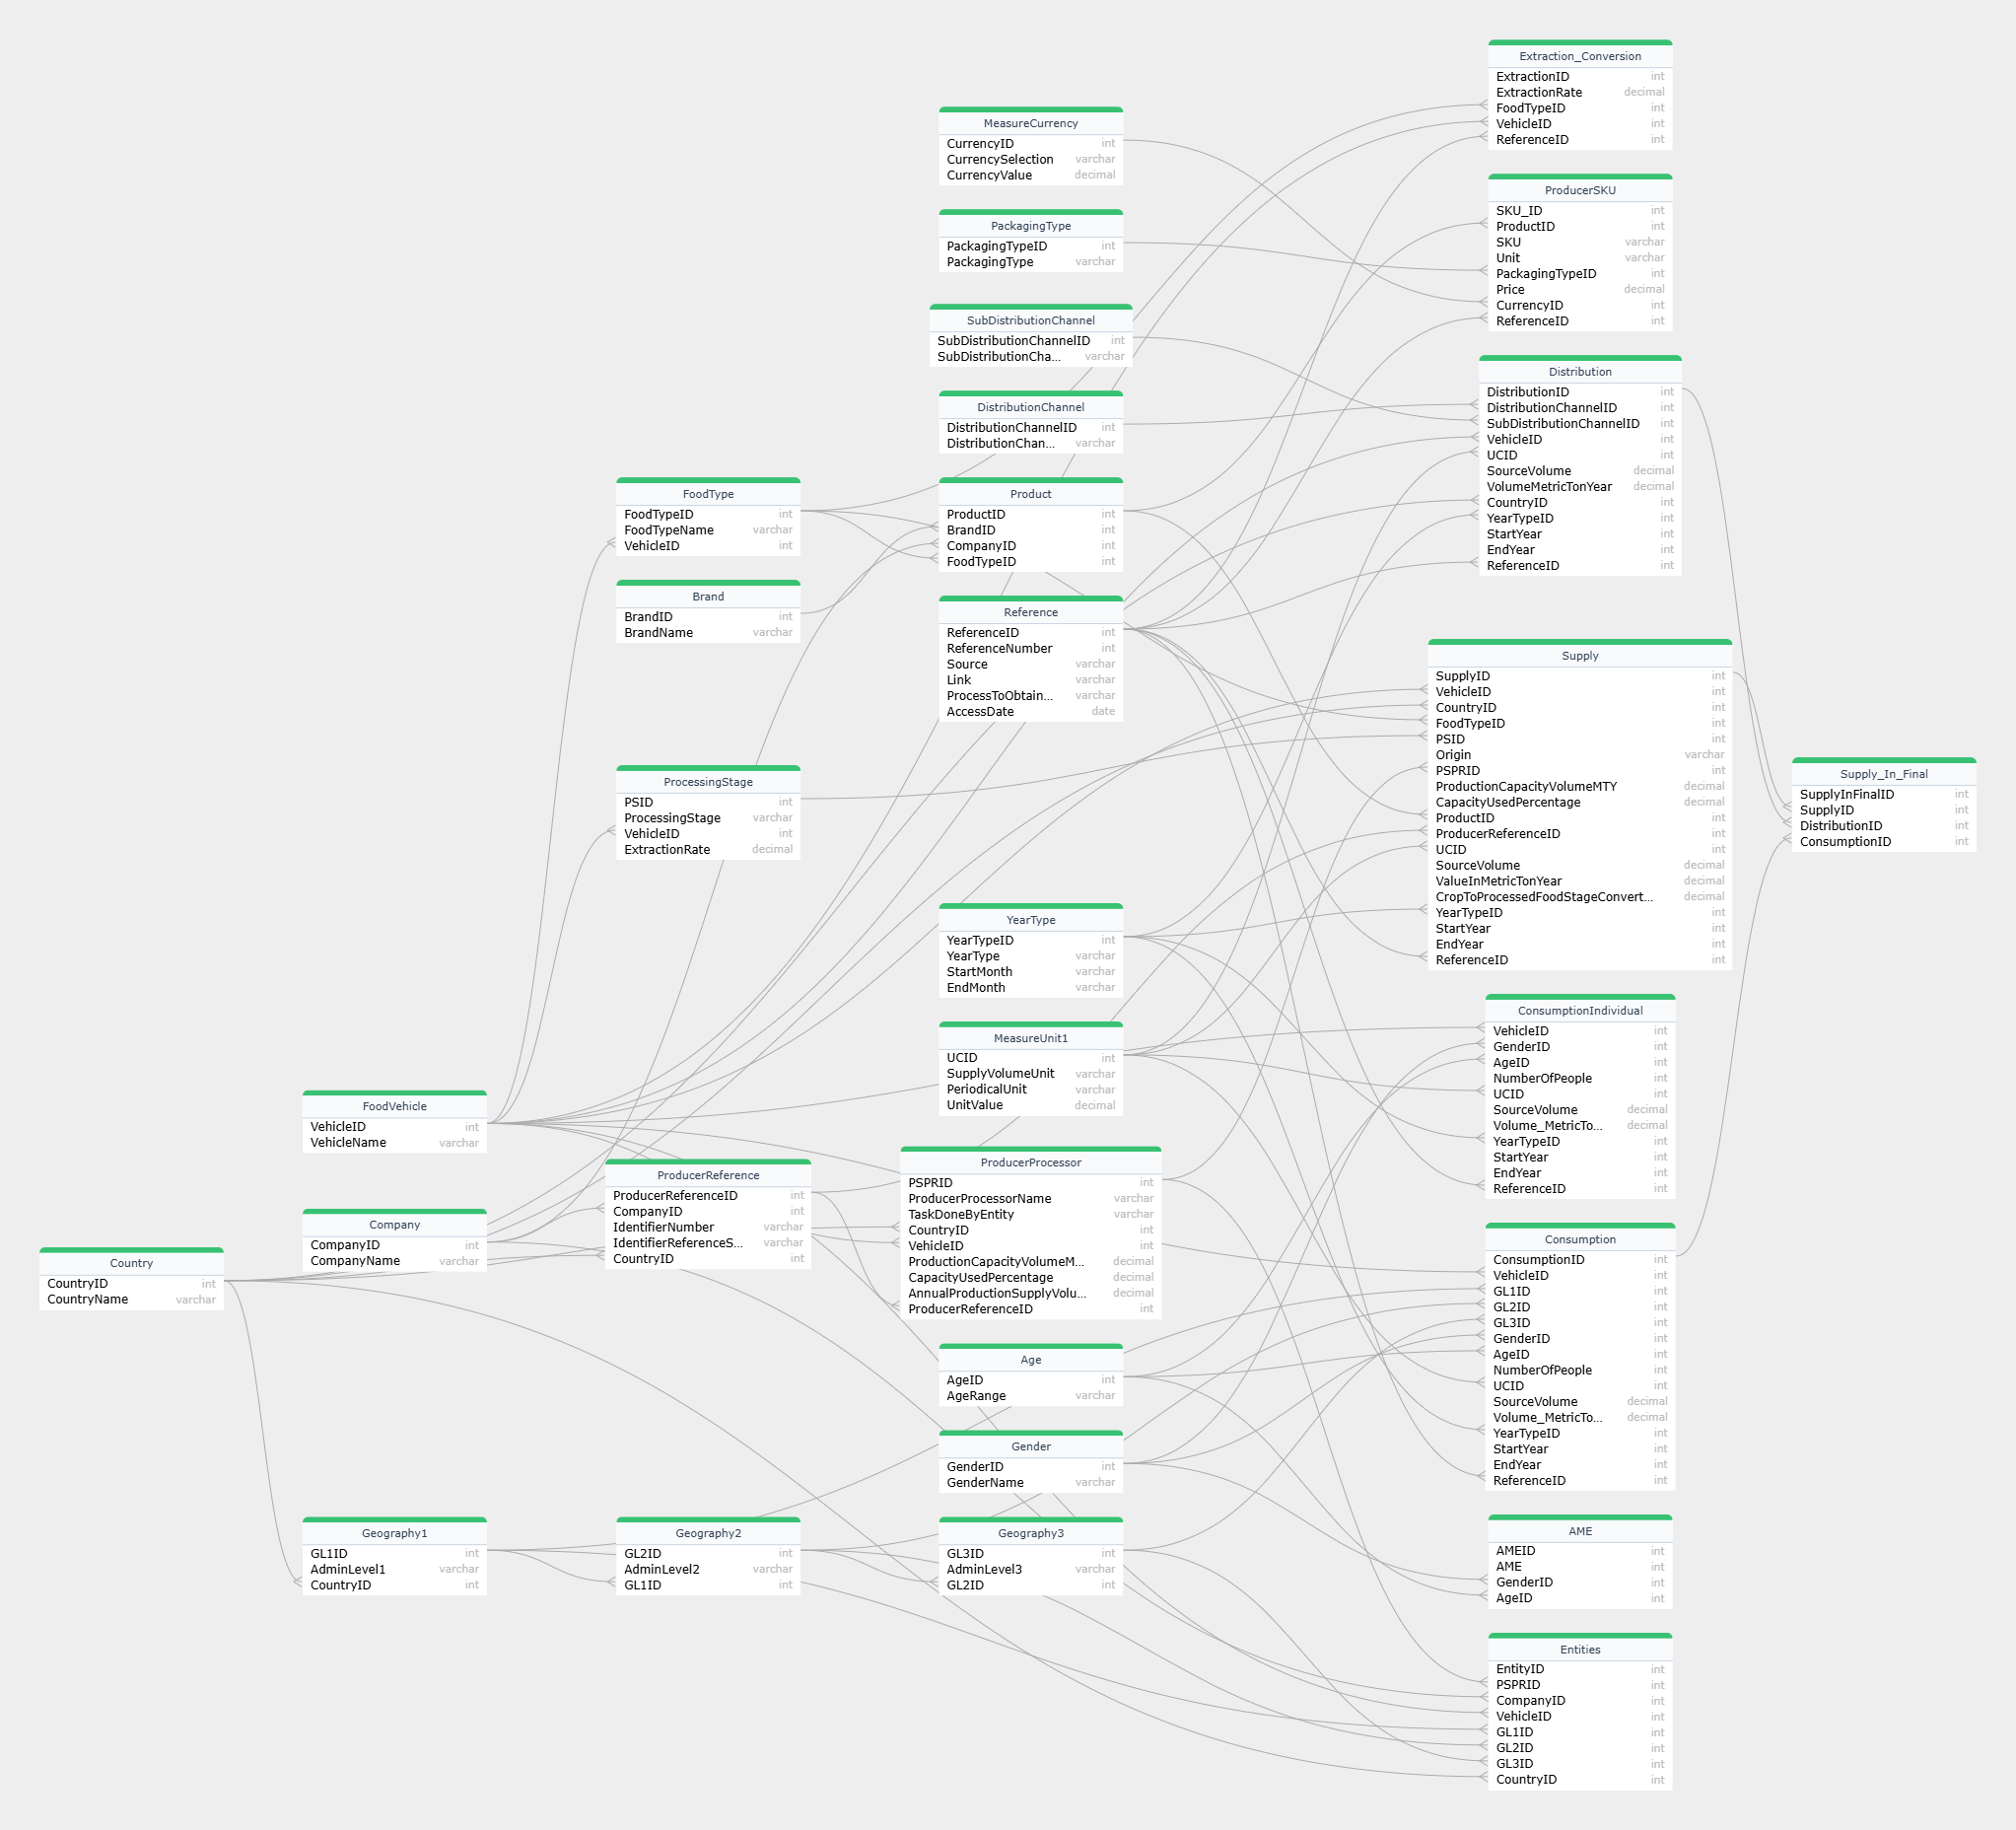 Extraction_Conversion
ExtractionID int
ExtractionRate decimal
FoodTypeID int
VehicleID int
ReferenceID int
MeasureCurrency
CurrencyID int
CurrencySelection varchar
CurrencyValue decimal
ProducerSKU
SKU_ID int
ProductID int
SKU varchar
Unit varchar
PackagingTypeID int
Price decimal
CurrencyID int
ReferenceID int
PackagingType
PackagingTypeID int
PackagingType varchar
SubDistributionChannel
SubDistributionChannelID int
SubDistributionCha... varchar
Distribution
DistributionID int
DistributionChannelID int
SubDistributionChannelID int
VehicleID int
UCID int
SourceVolume decimal
VolumeMetricTonYear decimal
CountryID int
YearTypeID int
StartYear int
EndYear int
ReferenceID int
DistributionChannel
DistributionChannelID int
DistributionChan... varchar
FoodType
FoodTypeID int
FoodTypeName varchar
VehicleID int
Product
ProductID int
BrandID int
CompanyID int
FoodTypeID int
Brand
BrandID int
BrandName varchar
Reference
ReferenceID int
ReferenceNumber int
Source varchar
Link varchar
ProcessToObtain... varchar
AccessDate date
Supply
SupplyID int
VehicleID int
CountryID int
FoodTypeID int
PSID int
Origin varchar
PSPRID int
ProductionCapacityVolumeMTY decimal
CapacityUsedPercentage decimal
ProductID int
ProducerReferenceID int
UCID int
SourceVolume decimal
ValueInMetricTonYear decimal
CropToProcessedFoodStageConvert... decimal
YearTypeID int
StartYear int
EndYear int
ReferenceID int
Supply_In_Final
SupplyInFinalID int
SupplyID int
DistributionID int
ConsumptionID int
ProcessingStage
PSID int
ProcessingStage varchar
VehicleID int
ExtractionRate decimal
YearType
YearTypeID int
YearType varchar
StartMonth varchar
EndMonth varchar
ConsumptionIndividual
VehicleID int
GenderID int
AgeID int
NumberOfPeople int
UCID int
SourceVolume decimal
Volume_MetricTo... decimal
YearTypeID int
StartYear int
EndYear int
ReferenceID int
MeasureUnit1
UCID int
SupplyVolumeUnit varchar
PeriodicalUnit varchar
UnitValue decimal
FoodVehicle
VehicleID int
VehicleName varchar
ProducerReference
ProducerReferenceID int
CompanyID int
IdentifierNumber varchar
IdentifierReferenceS... varchar
CountryID int
ProducerProcessor
PSPRID int
ProducerProcessorName varchar
TaskDoneByEntity varchar
CountryID int
VehicleID int
ProductionCapacityVolumeM... decimal
CapacityUsedPercentage decimal
AnnualProductionSupplyVolu... decimal
ProducerReferenceID int
Company
CompanyID int
CompanyName varchar
Country
CountryID int
CountryName varchar
Consumption
ConsumptionID int
VehicleID int
GL1ID int
GL2ID int
GL3ID int
GenderID int
AgeID int
NumberOfPeople int
UCID int
SourceVolume decimal
Volume_MetricTo... decimal
YearTypeID int
StartYear int
EndYear int
ReferenceID int
Age
AgeID int
AgeRange varchar
Gender
GenderID int
GenderName varchar
Geography1
GL1ID int
AdminLevel1 varchar
CountryID int
Geography2
GL2ID int
AdminLevel2 varchar
GL1ID int
Geography3
GL3ID int
AdminLevel3 varchar
GL2ID int
AME
AMEID int
AME int
GenderID int
AgeID int
Entities
EntityID int
PSPRID int
CompanyID int
VehicleID int
GL1ID int
GL2ID int
GL3ID int
CountryID int